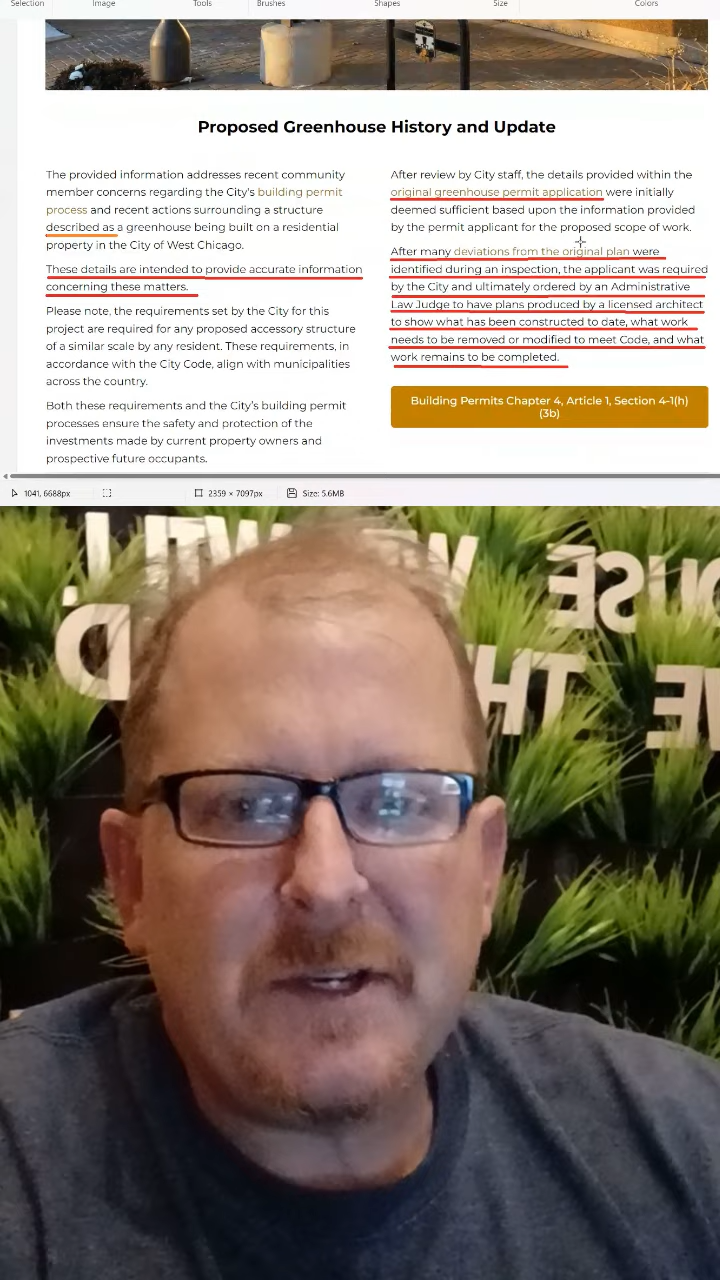 Selection Image Tools Brushes Shapes Size Colors
Proposed Greenhouse History and Update
The provided information addresses recent community
member concerns regarding the City's building permit
process and recent actions surrounding a structure
described as a greenhouse being built on a residential
property in the City of West Chicago.
These details are intended to provide accurate information
concerning these matters.
Please note, the requirements set by the City for this
project are required for any proposed accessory structure
of a similar scale by any resident. These requirements, in
accordance with the City Code, align with municipalities
across the country.
Both these requirements and the City's building permit
processes ensure the safety and protection of the
investments made by current property owners and
prospective future occupants.
After review by City staff, the details provided within the
original greenhouse permit application were initially
deemed sufficient based upon the information provided
by the permit applicant for the proposed scope of work.
After many deviations from the original plan were
identified during an inspection, the applicant was required
by the City and ultimately ordered by an Administrative
Law Judge to have plans produced by a licensed architect
to show what has been constructed to date, what work
needs to be removed or modified to meet Code, and what
work remains to be completed.
Building Permits Chapter 4, Article 1, Section 4-1(h)
(3b)
1041, 6688px 2359 × 7097px Size: 5.6MB
WE WILL
THE